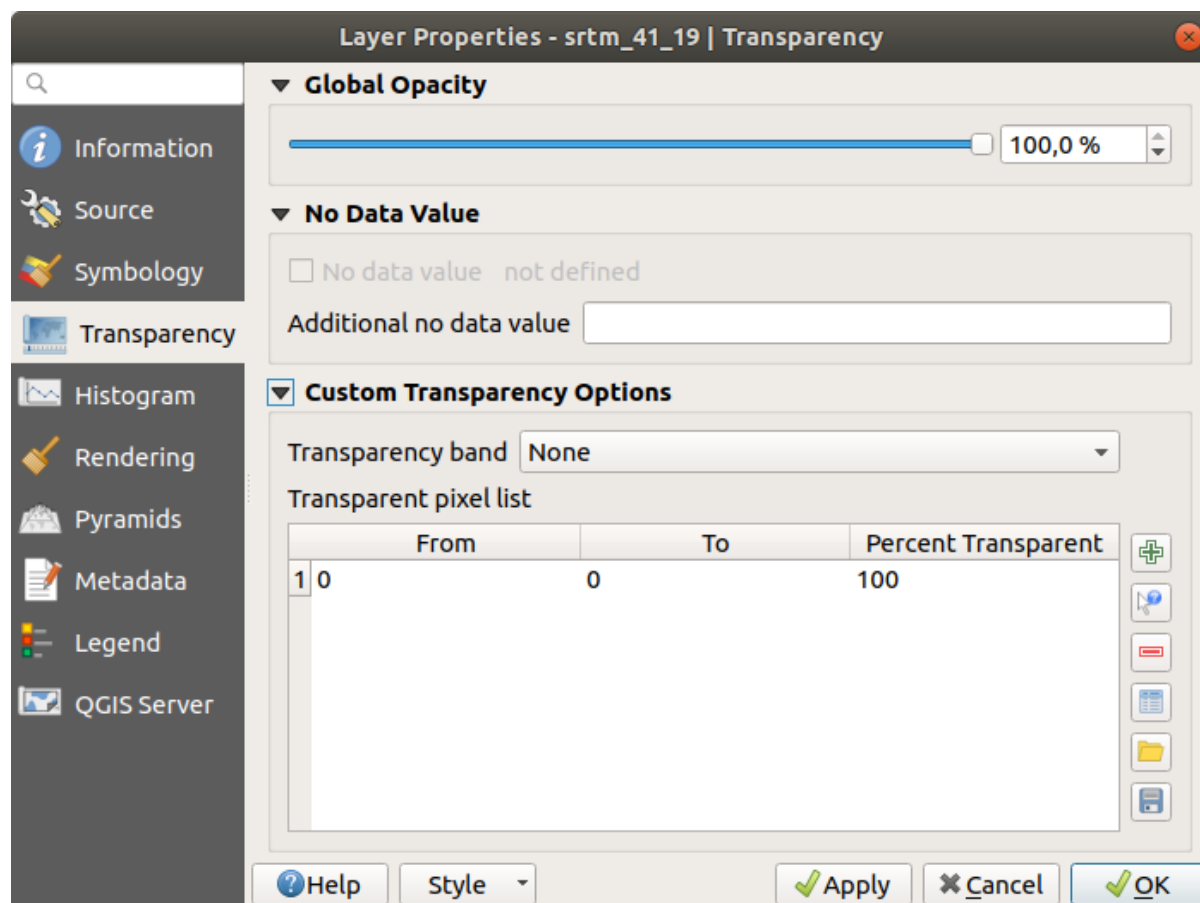 Layer Properties - srtm_41_19 | Transparency
Information
Source
Symbology
Transparency
Histogram
Rendering
Pyramids
Metadata
Legend
QGIS Server
Global Opacity
100,0 %
No Data Value
No data value not defined
Additional no data value
Custom Transparency Options
Transparency band None
Transparent pixel list
From To Percent Transparent
1 0 0 100
Help Style Apply Cancel OK